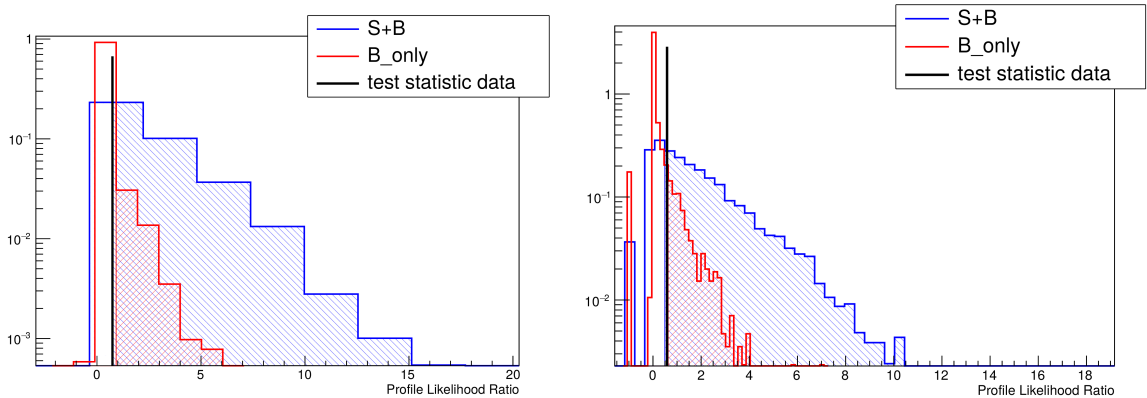 S+B
B_only
test statistic data
1
10⁻¹
10⁻²
10⁻³
0 5 10 15 20
Profile Likelihood Ratio
S+B
B_only
test statistic data
1
10⁻¹
10⁻²
0 2 4 6 8 10 12 14 16 18
Profile Likelihood Ratio